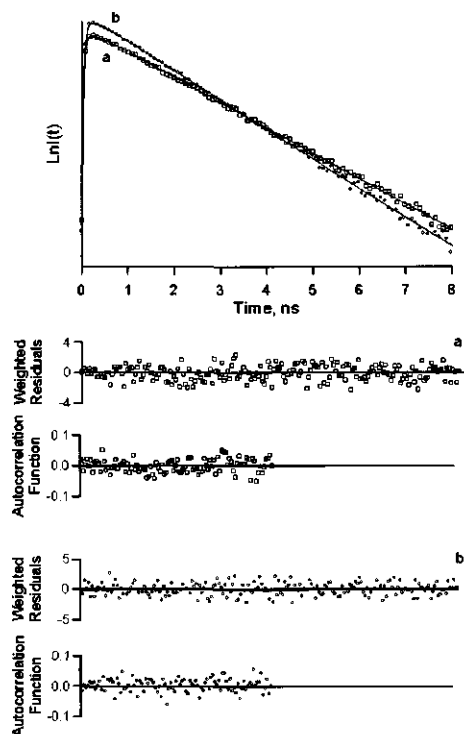 b
a
LnI(t)
0 1 2 3 4 5 6 7 8
Time, ns
a
4
0
-4
Weighted
Residuals
0.1
0.0
-0.1
Autocorrelation
Function
b
5
0
-5
Weighted
Residuals
0.1
0.0
-0.1
Autocorrelation
Function